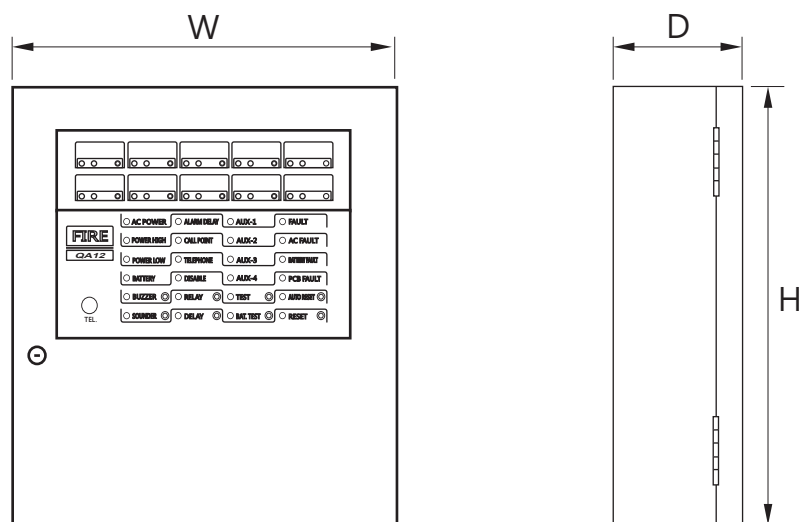 W
D
AC POWER ALARM DELAY AUX-1 FAULT
FIRE
POWER HIGH CALL POINT AUX-2 AC FAULT
QA12
POWER LOW TELEPHONE AUX-3 BATTERY FAULT
BATTERY DISABLE AUX-4 PCB FAULT
BUZZER RELAY TEST AUTO RESET
TEL.
SOUNDER DELAY BAT. TEST RESET
H